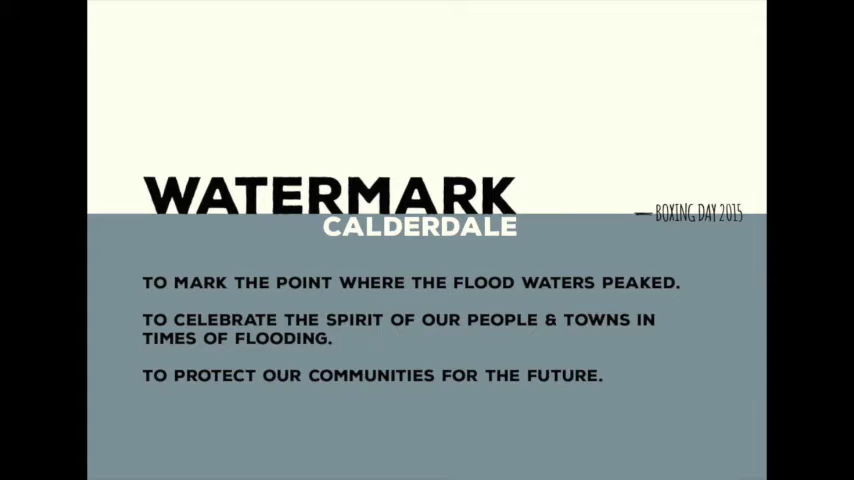 WATERMARK
CALDERDALE
— BOXING DAY 2015
TO MARK THE POINT WHERE THE FLOOD WATERS PEAKED.
TO CELEBRATE THE SPIRIT OF OUR PEOPLE & TOWNS IN
TIMES OF FLOODING.
TO PROTECT OUR COMMUNITIES FOR THE FUTURE.